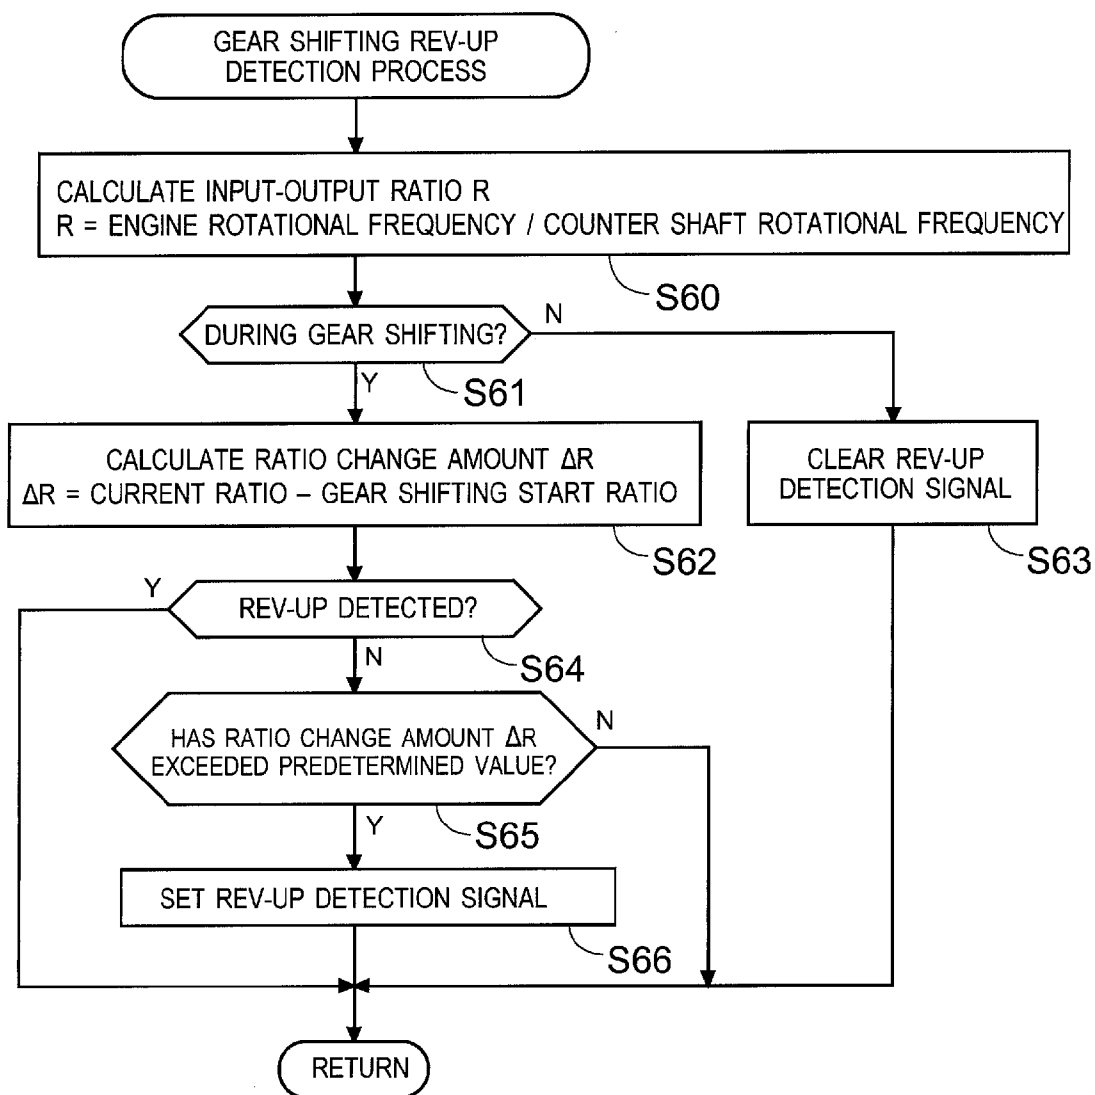 GEAR SHIFTING REV-UP
DETECTION PROCESS
CALCULATE INPUT-OUTPUT RATIO R
R = ENGINE ROTATIONAL FREQUENCY / COUNTER SHAFT ROTATIONAL FREQUENCY
S60
DURING GEAR SHIFTING?
N
Y
S61
CALCULATE RATIO CHANGE AMOUNT ΔR
ΔR = CURRENT RATIO – GEAR SHIFTING START RATIO
S62
CLEAR REV-UP
DETECTION SIGNAL
S63
Y
REV-UP DETECTED?
N
S64
HAS RATIO CHANGE AMOUNT ΔR
EXCEEDED PREDETERMINED VALUE?
N
Y
S65
SET REV-UP DETECTION SIGNAL
S66
RETURN